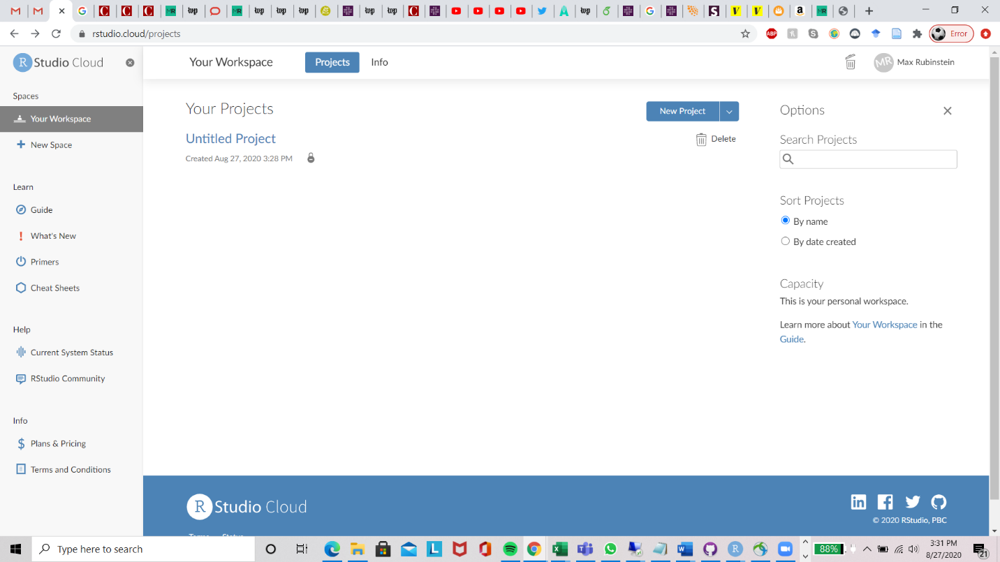 rstudio.cloud/projects
Error
R Studio Cloud
Your Workspace
Projects
Info
MR
Max Rubinstein
Spaces
Your Workspace
New Space
Learn
Guide
What's New
Primers
Cheat Sheets
Help
Current System Status
RStudio Community
Info
Plans & Pricing
Terms and Conditions
Your Projects
New Project
Untitled Project
Delete
Created Aug 27, 2020 3:28 PM
Options
Search Projects
Sort Projects
By name
By date created
Capacity
This is your personal workspace.
Learn more about Your Workspace in the
Guide.
R Studio Cloud
© 2020 RStudio, PBC
Type here to search
88%
3:31 PM
8/27/2020
21